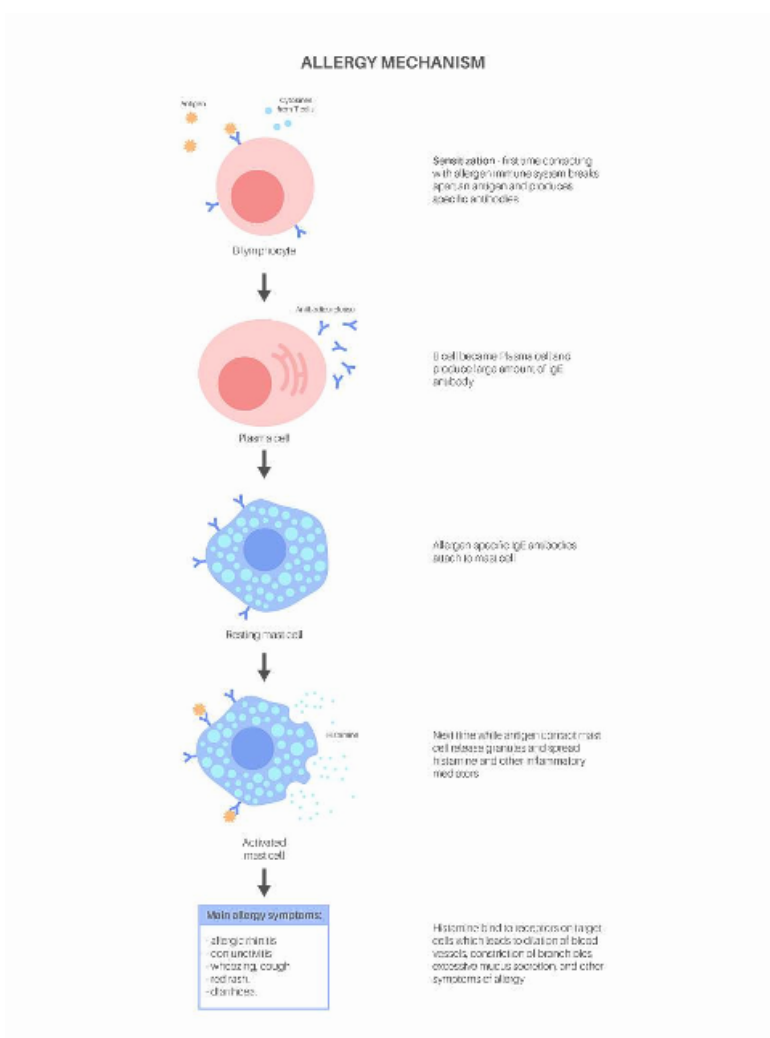 ALLERGY MECHANISM
Antigen
Cytokines
from T cells
Sensitization - first time contacting
with allergen immune system breaks
apart an antigen and produces
specific antibodies
B lymphocyte
Antibodies release
B cell became Plasma cell and
produce large amount of IgE
antibody
Plasma cell
Allergen specific IgE antibodies
attach to mast cell
Resting mast cell
Histamine
Next time while antigen contact mast
cell release granules and spread
histamine and other inflammatory
mediators
Activated
mast cell
Main allergy symptoms:
- allergic rhinitis
- conjunctivitis
- wheezing, cough
- red rash,
- diarrhoea.
Histamine bind to receptors on target
cells which leads to dilation of blood
vessels, constriction of bronchioles,
excessive mucus secretion, and other
symptoms of allergy